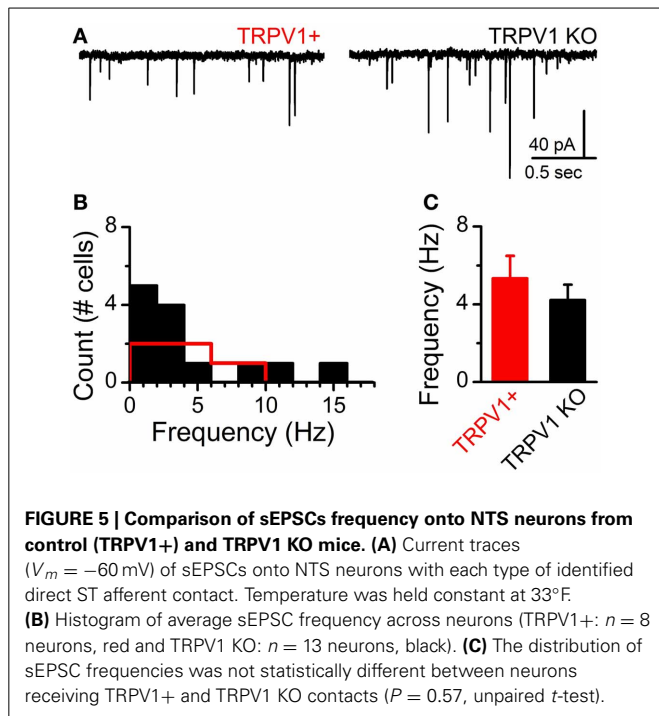 A
TRPV1+
TRPV1 KO
40 pA
0.5 sec
B
8
4
0
Count (# cells)
0 5 10 15
Frequency (Hz)
C
8
4
0
Frequency (Hz)
TRPV1+
TRPV1 KO
FIGURE 5 | Comparison of sEPSCs frequency onto NTS neurons from
control (TRPV1+) and TRPV1 KO mice. (A) Current traces
(Vm = −60 mV) of sEPSCs onto NTS neurons with each type of identified
direct ST afferent contact. Temperature was held constant at 33°F.
(B) Histogram of average sEPSC frequency across neurons (TRPV1+: n = 8
neurons, red and TRPV1 KO: n = 13 neurons, black). (C) The distribution of
sEPSC frequencies was not statistically different between neurons
receiving TRPV1+ and TRPV1 KO contacts (P = 0.57, unpaired t-test).